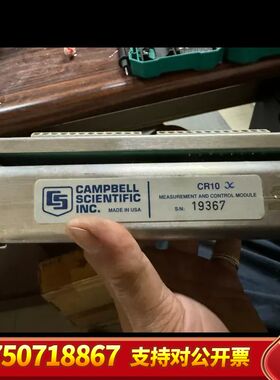 CAMPBELL
SCIENTIFIC
INC.
MADE IN USA
CR10 X
MEASUREMENT AND CONTROL MODULE
S.N. 19367
750718867 支持对公开票